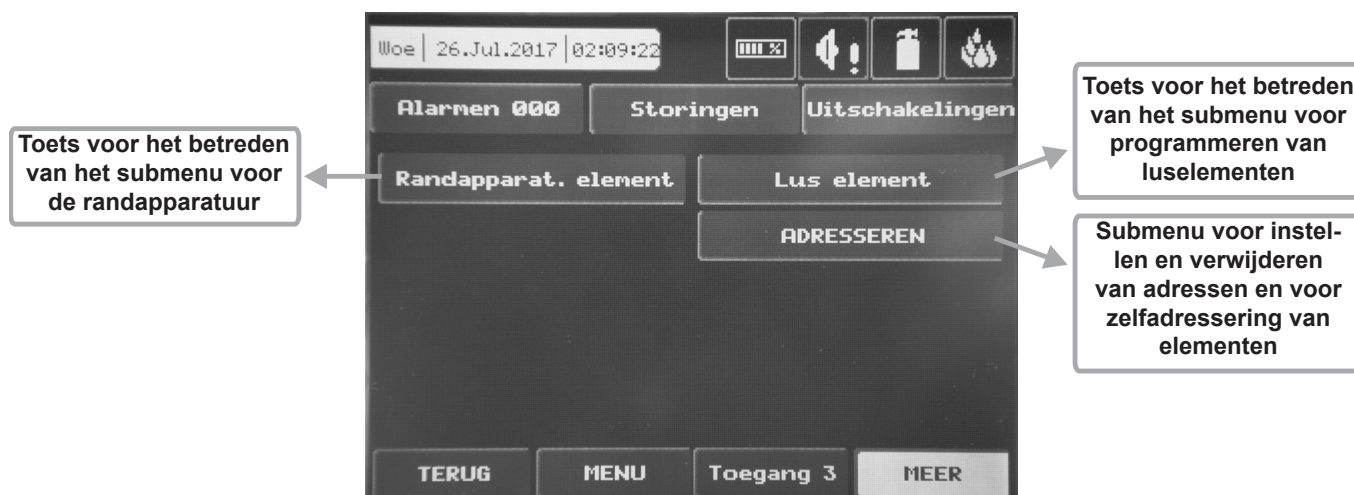 Woe 26.Jul.2017 02:09:22
Alarmen 000 Storingen Uitschakelingen
Toets voor het betreden
van het submenu voor
de randapparatuur
Randapparat. element Lus element
ADRESSEREN
Toets voor het betreden
van het submenu voor
programmeren van
luselementen
Submenu voor instel-
len en verwijderen
van adressen en voor
zelfadressering van
elementen
TERUG MENU Toegang 3 MEER